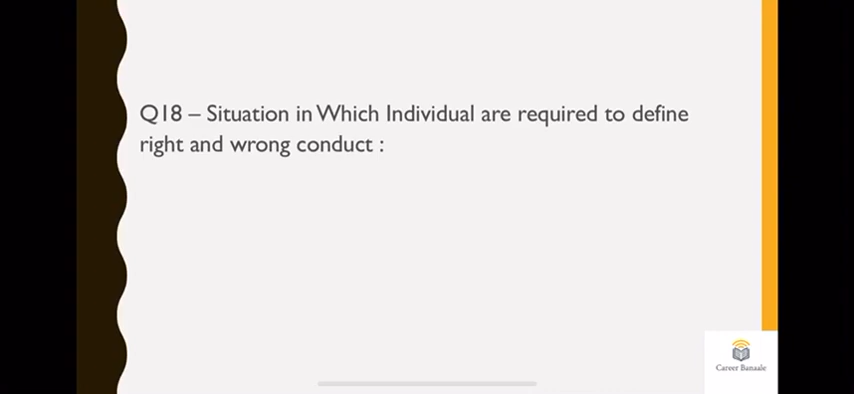 Q18 – Situation in Which Individual are required to define
right and wrong conduct :
Career Banaale